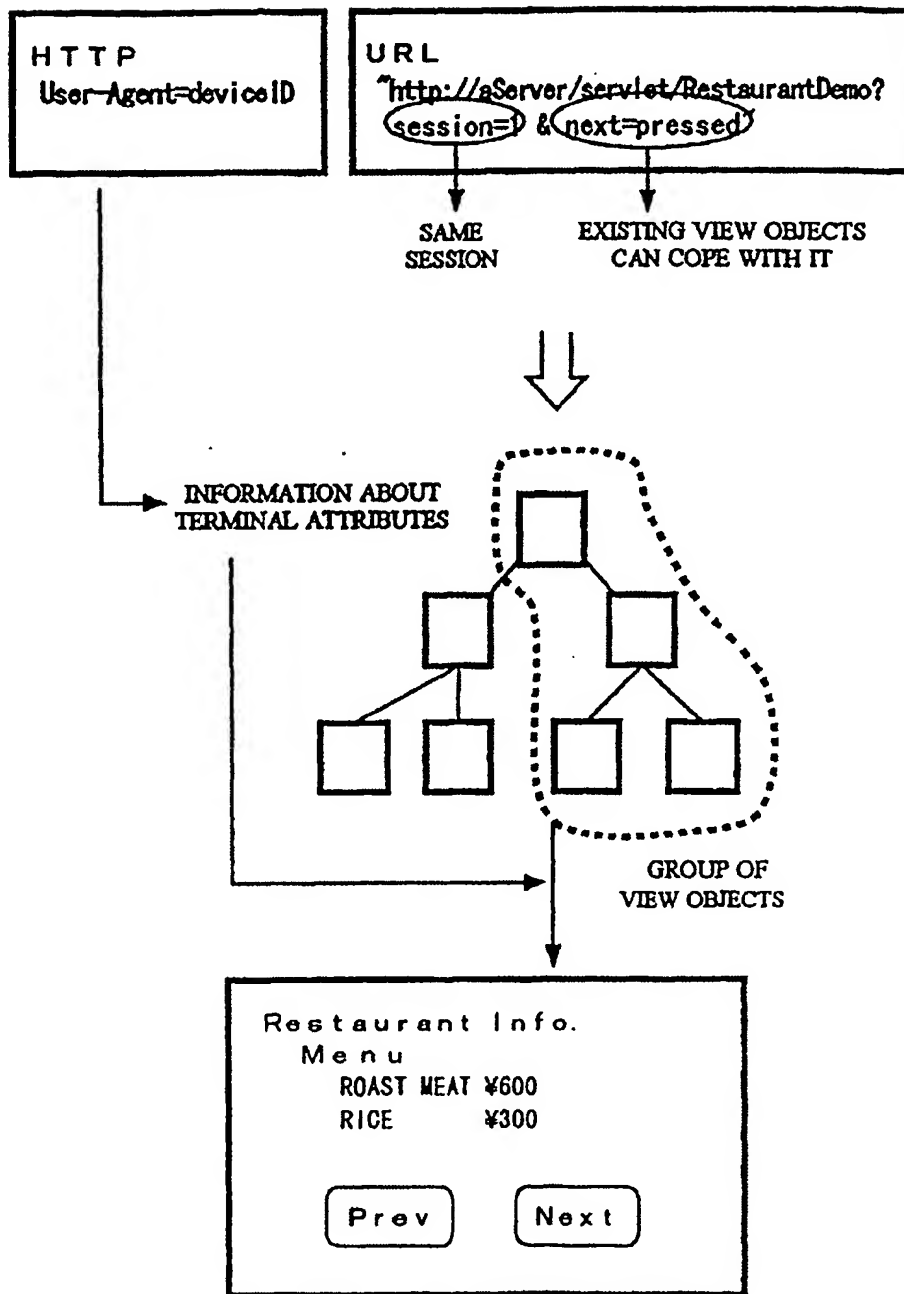 HTTP
User-Agent=deviceID
URL
"http://aServer/servlet/RestaurantDemo?
session=1 & next=pressed"
SAME
SESSION
EXISTING VIEW OBJECTS
CAN COPE WITH IT
INFORMATION ABOUT
TERMINAL ATTRIBUTES
GROUP OF
VIEW OBJECTS
Restaurant Info.
Menu
ROAST MEAT ¥600
RICE ¥300
Prev
Next